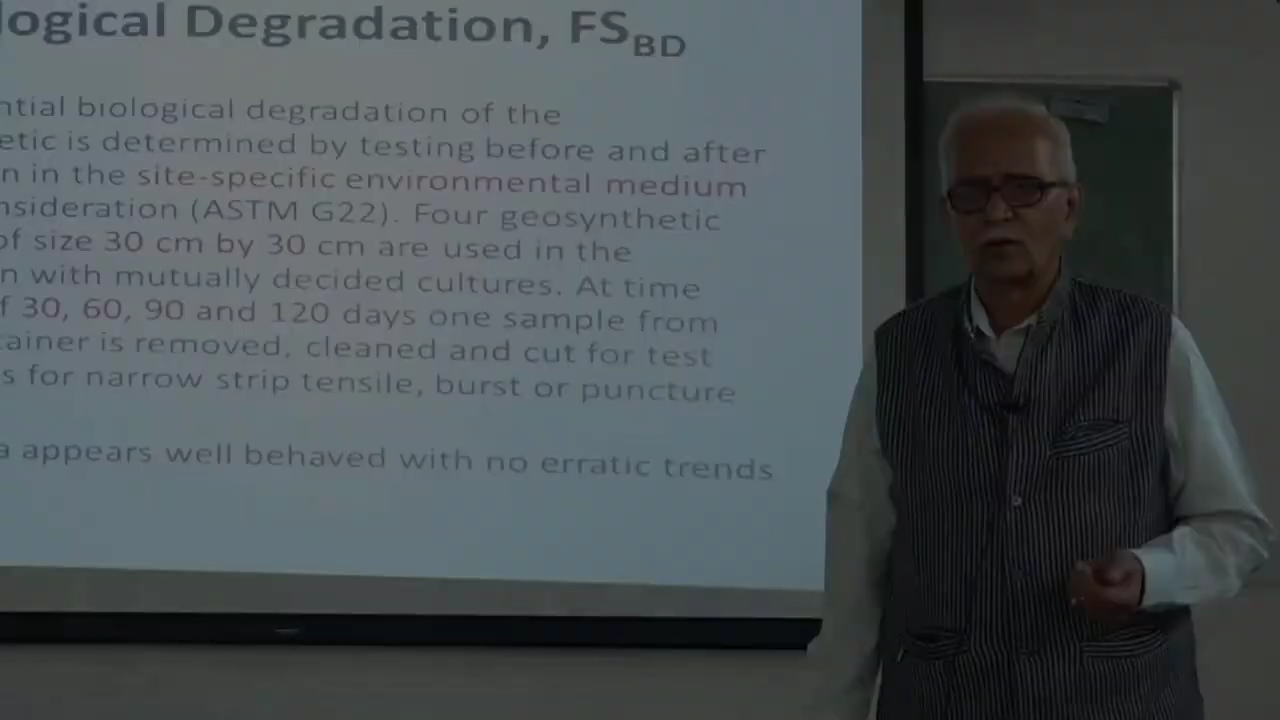 logical Degradation, FSBD
ntial biological degradation of the
etic is determined by testing before and after
n in the site-specific environmental medium
nsideration (ASTM G22). Four geosynthetic
of size 30 cm by 30 cm are used in the
n with mutually decided cultures. At time
f 30, 60, 90 and 120 days one sample from
tainer is removed, cleaned and cut for test
s for narrow strip tensile, burst or puncture
a appears well behaved with no erratic trends